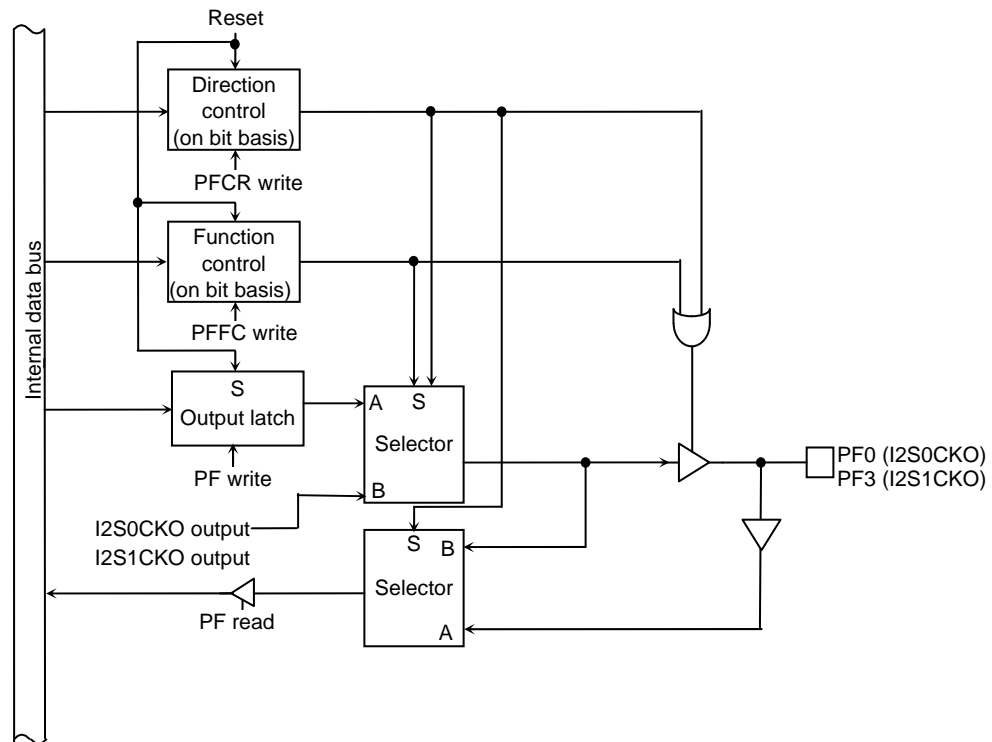 Reset
Direction
control
(on bit basis)
PFCR write
Function
control
(on bit basis)
PFFC write
Internal data bus
S
Output latch
PF write
A
S
Selector
B
I2S0CKO output
I2S1CKO output
S
B
Selector
A
PF read
PF0 (I2S0CKO)
PF3 (I2S1CKO)